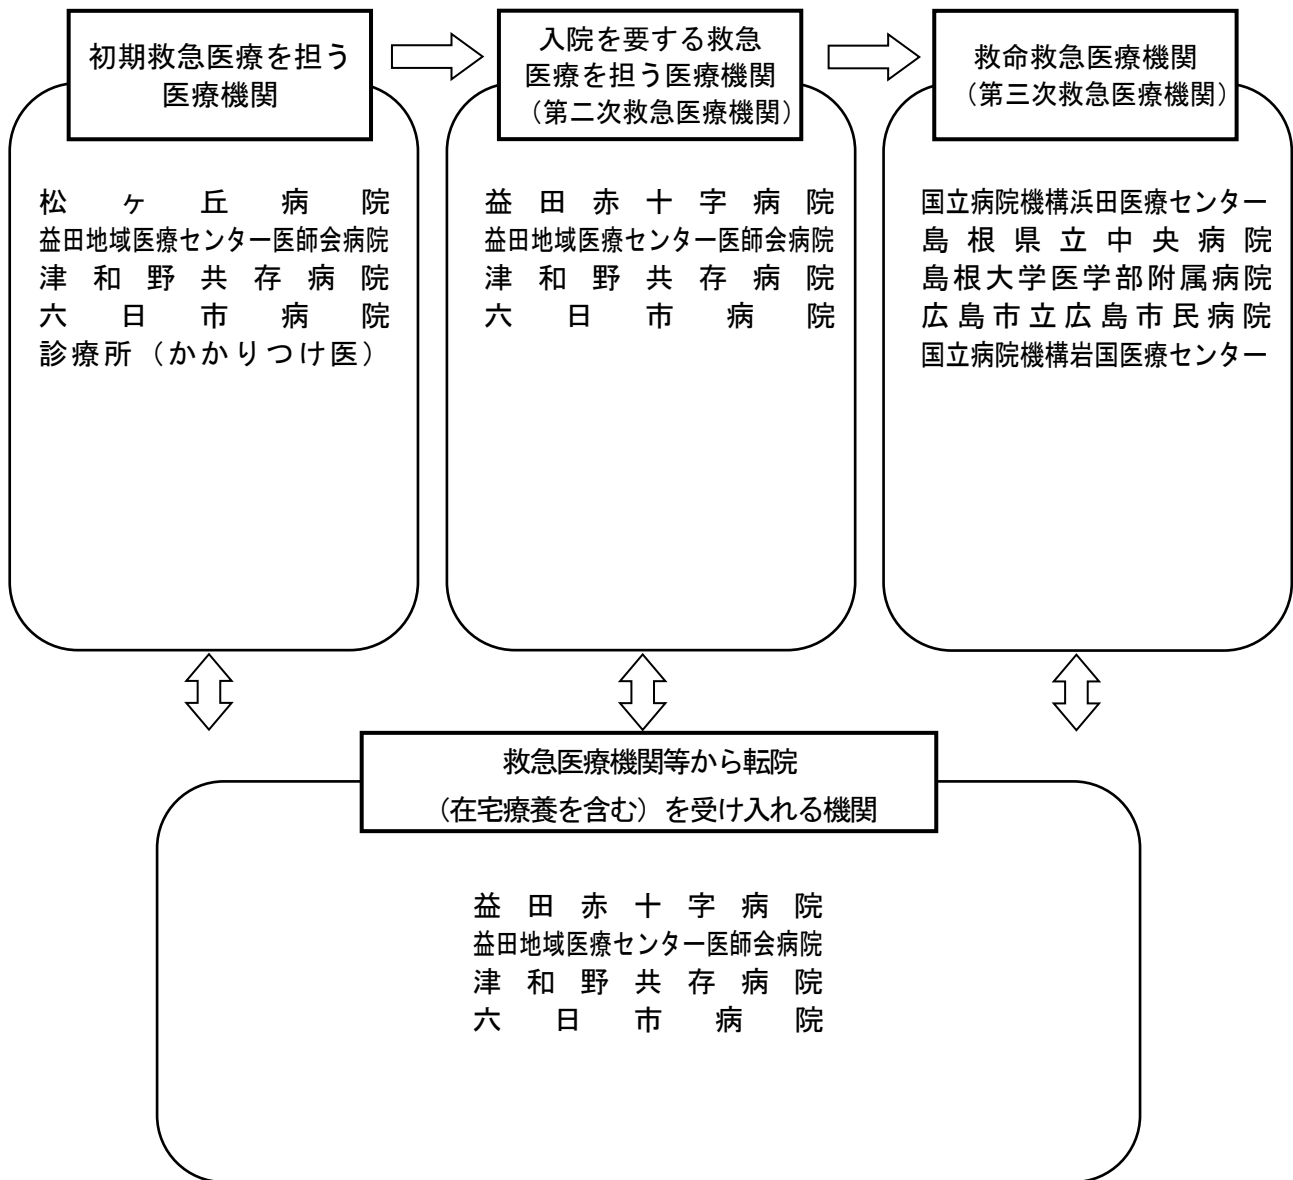 初期救急医療を担う
医療機関
松ヶ丘病院
益田地域医療センター医師会病院
津和野共存病院
六日市病院
診療所（かかりつけ医）
入院を要する救急
医療を担う医療機関
（第二次救急医療機関）
益田赤十字病院
益田地域医療センター医師会病院
津和野共存病院
六日市病院
救命救急医療機関
（第三次救急医療機関）
国立病院機構浜田医療センター
島根県立中央病院
島根大学医学部附属病院
広島市立広島市民病院
国立病院機構岩国医療センター
救急医療機関等から転院
（在宅療養を含む）を受け入れる機関
益田赤十字病院
益田地域医療センター医師会病院
津和野共存病院
六日市病院